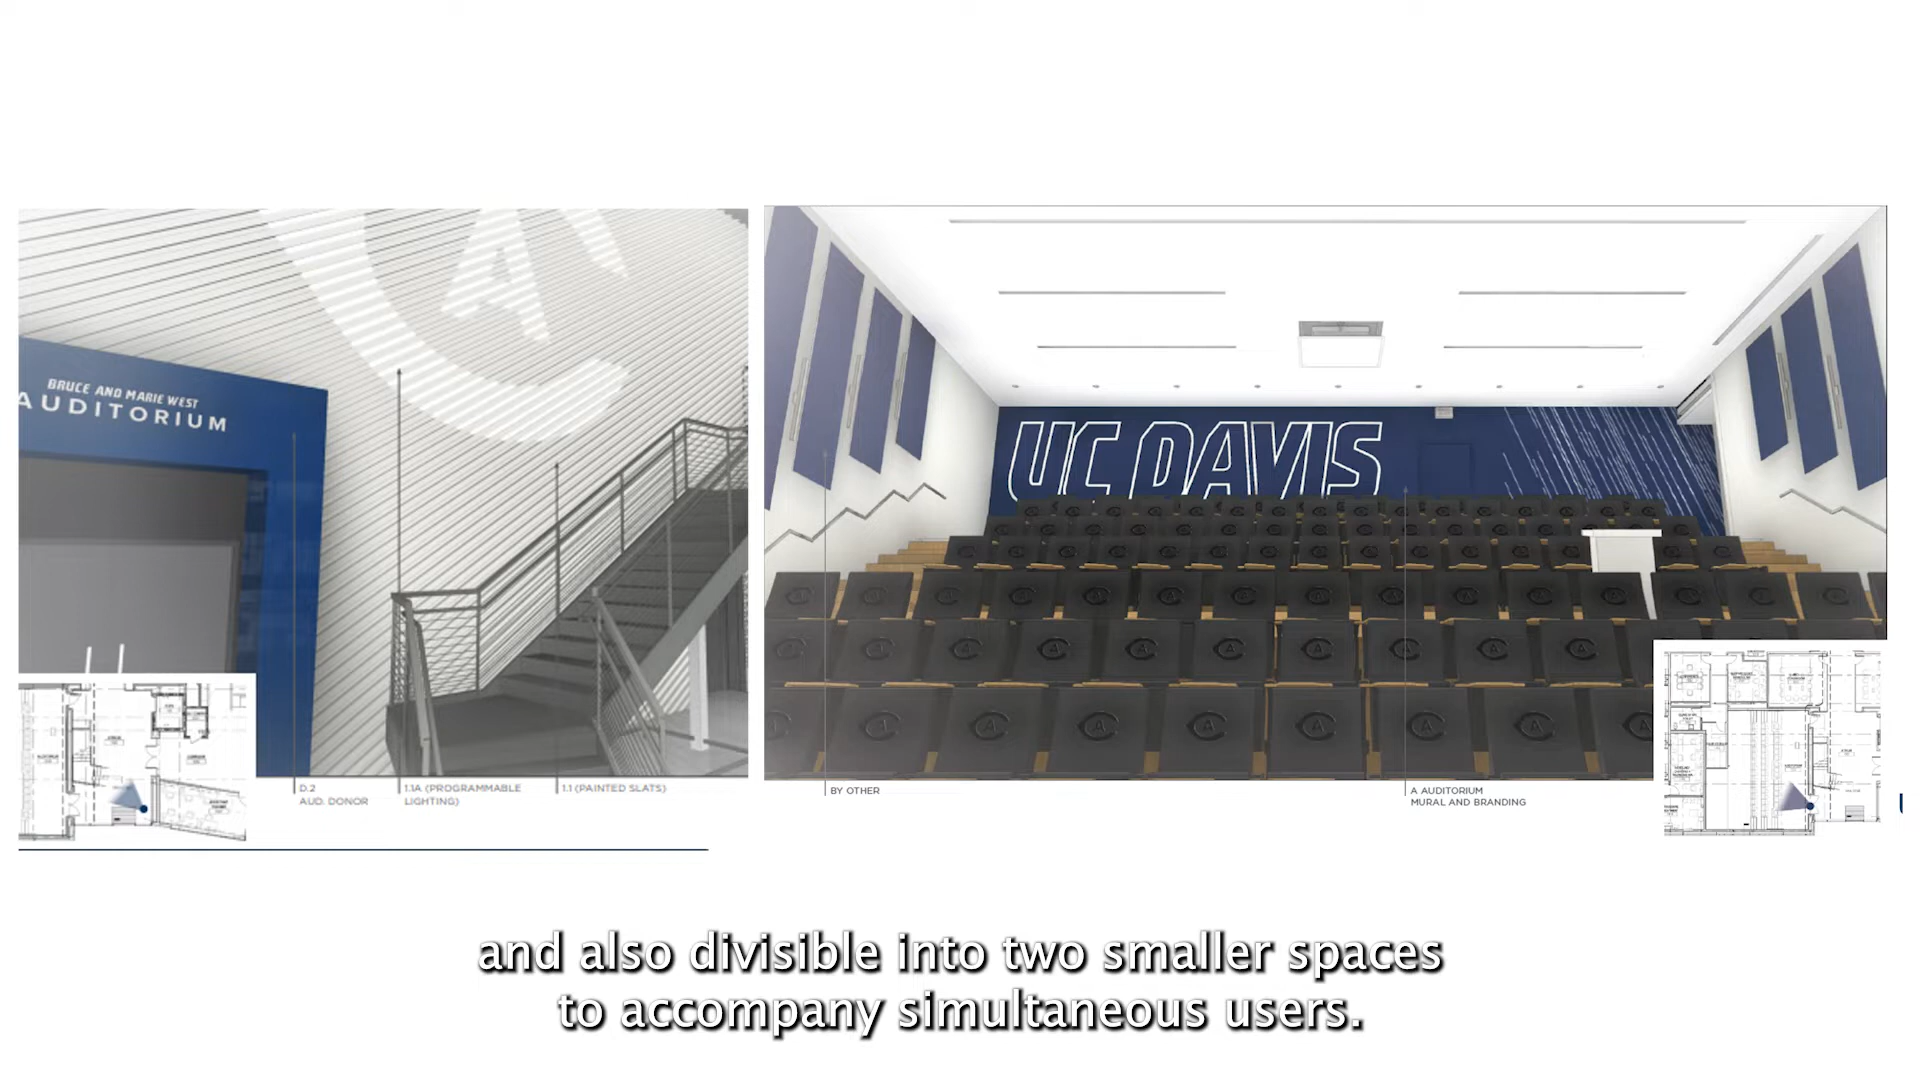 BRUCE AND MARIE WEST
AUDITORIUM
CA
D.2
AUD. DONOR
1.1A (PROGRAMMABLE
LIGHTING)
1.1 (PAINTED SLATS)
UC DAVIS
BY OTHER
A AUDITORIUM
MURAL AND BRANDING
and also divisible into two smaller spaces
to accompany simultaneous users.